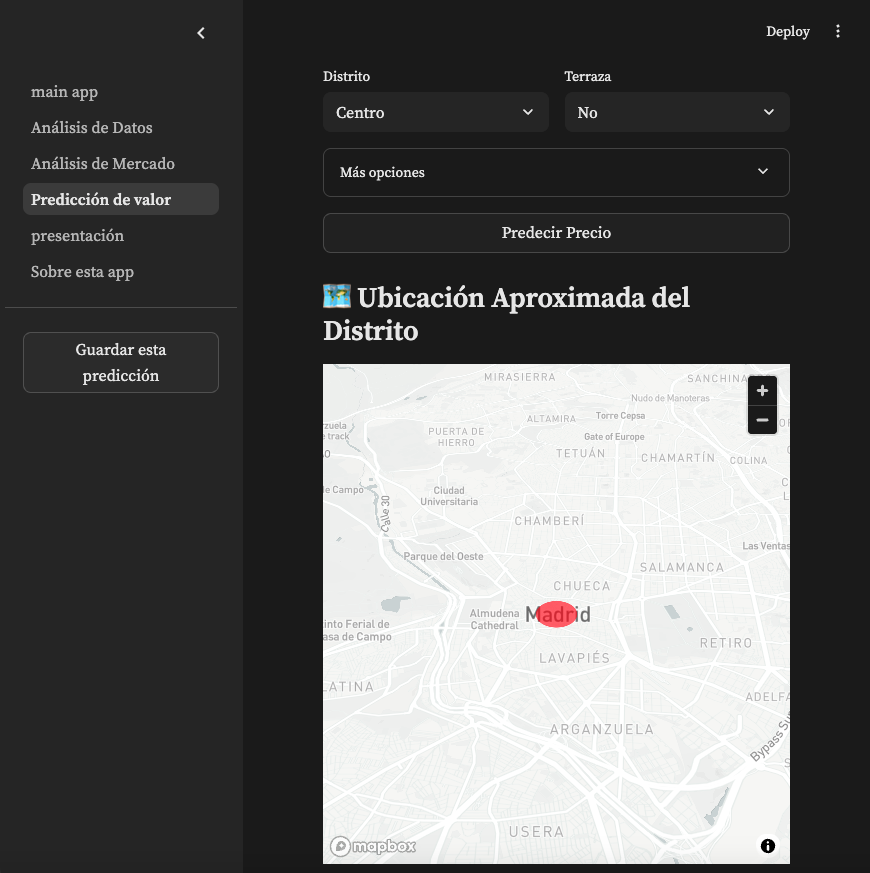 Deploy
main app
Análisis de Datos
Análisis de Mercado
Predicción de valor
presentación
Sobre esta app
Guardar esta
predicción
Distrito
Terraza
Centro
No
Más opciones
Predecir Precio
Ubicación Aproximada del
Distrito
MIRASIERRA
SANCHINA
Nudo de Manoteras
ALTAMIRA
Torre Cepsa
rzuela
e track
PUERTA DE
HIERRO
Gate of Europe
TETUÁN
CHAMARTÍN
COLINA
de Campo
Ciudad
Universitaria
Calle 30
CHAMBERÍ
Las Ventas
Parque del Oeste
SALAMANCA
CHUECA
Almudena
Cathedral
Madrid
into Ferial de
asa de Campo
RETIRO
LAVAPIÉS
LATINA
ADELFA
ARGANZUELA
Bypass Su
USERA
mapbox